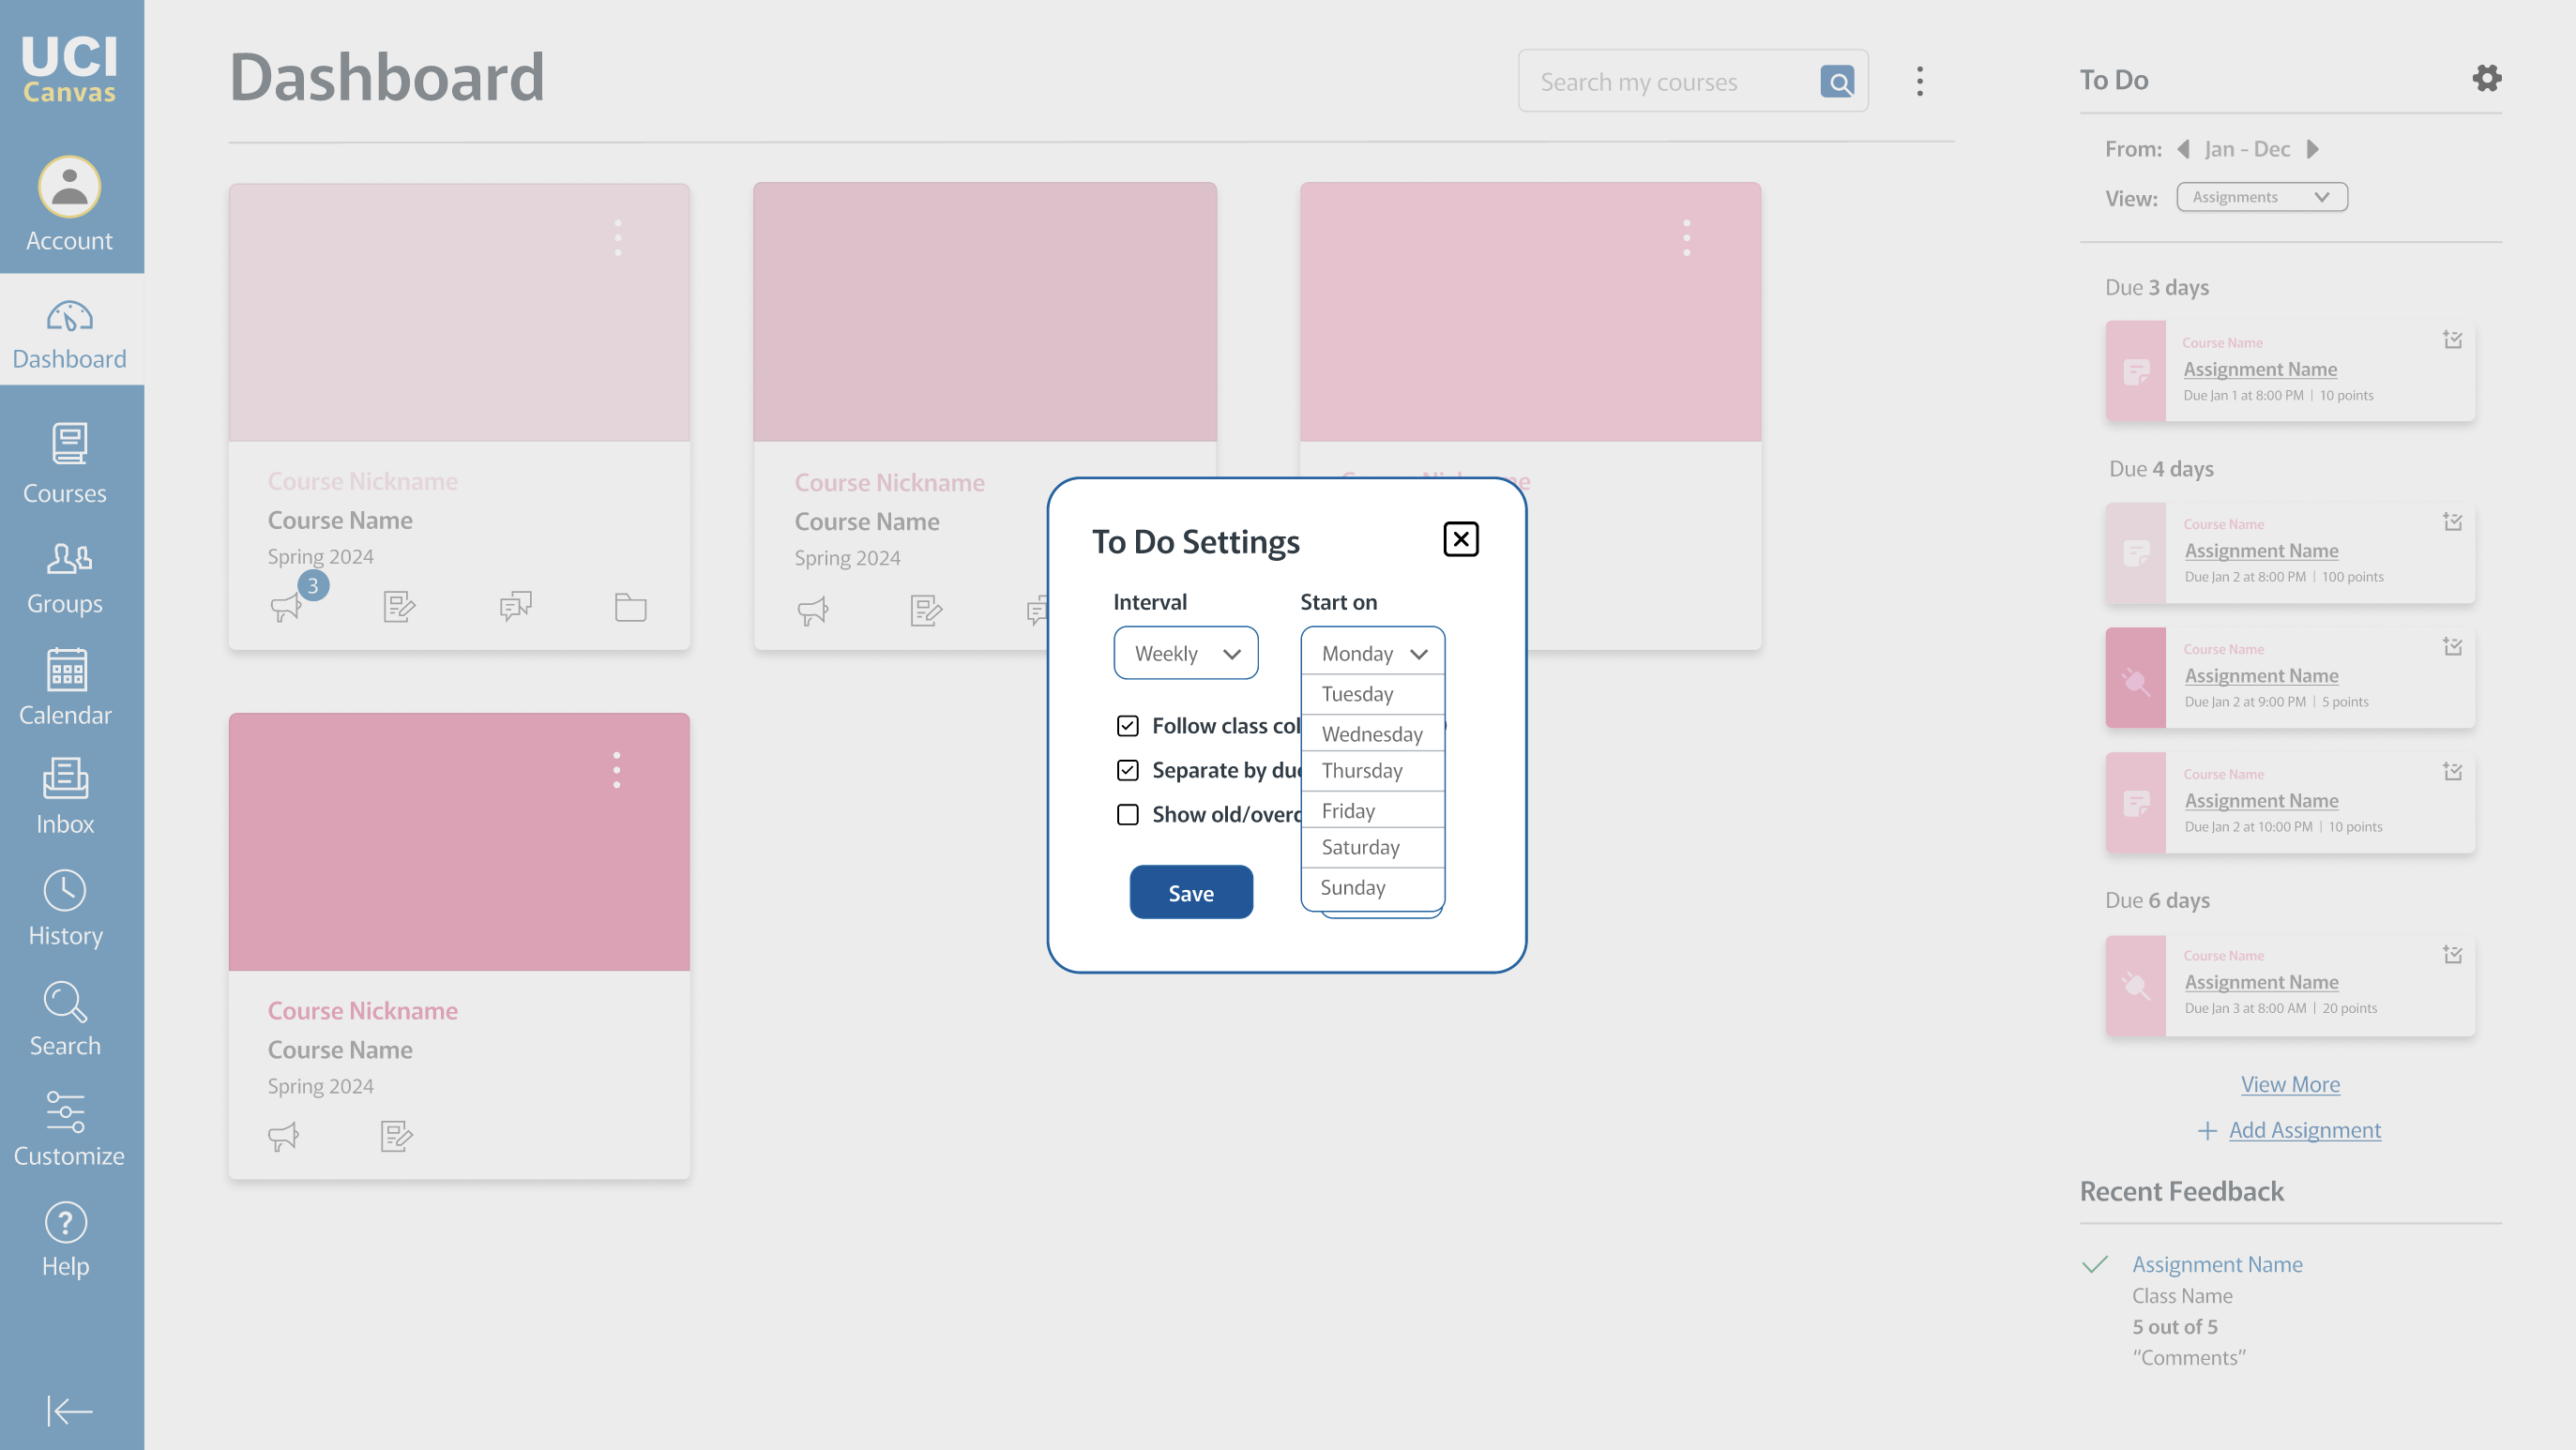 UCI
Canvas
Account
Dashboard
Courses
Groups
Calendar
Inbox
History
Search
Customize
Help
Dashboard
Search my courses
Course Nickname
Course Name
Spring 2024
3
Course Nickname
Course Name
Spring 2024
Course Nickname
Course Nickname
Course Name
Spring 2024
To Do Settings
Interval
Start on
Weekly
Monday
Tuesday
Wednesday
Thursday
Friday
Saturday
Sunday
Follow class col
Separate by due
Show old/over
Save
To Do
From: Jan - Dec
View: Assignments
Due 3 days
Course Name
Assignment Name
Due Jan 1 at 8:00 PM | 10 points
Due 4 days
Course Name
Assignment Name
Due Jan 2 at 8:00 PM | 100 points
Course Name
Assignment Name
Due Jan 2 at 9:00 PM | 5 points
Course Name
Assignment Name
Due Jan 2 at 10:00 PM | 10 points
Due 6 days
Course Name
Assignment Name
Due Jan 3 at 8:00 AM | 20 points
View More
+ Add Assignment
Recent Feedback
Assignment Name
Class Name
5 out of 5
“Comments”